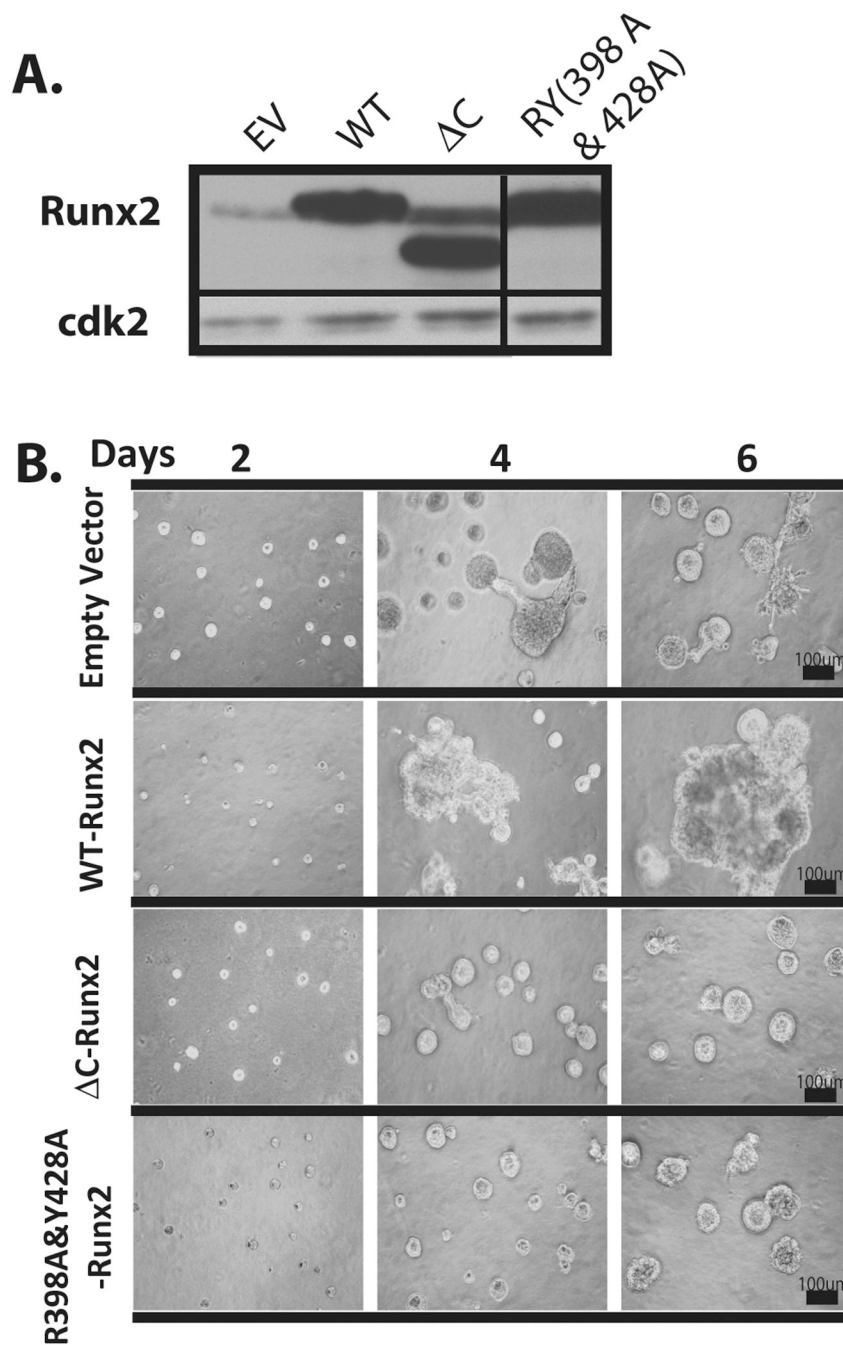 A.
EV
WT
ΔC
RY(398 A
& 428A)
Runx2
cdk2
B.
Days 2 4 6
Empty Vector
100um
WT-Runx2
100um
ΔC-Runx2
100um
R398A&Y428A
-Runx2
100um